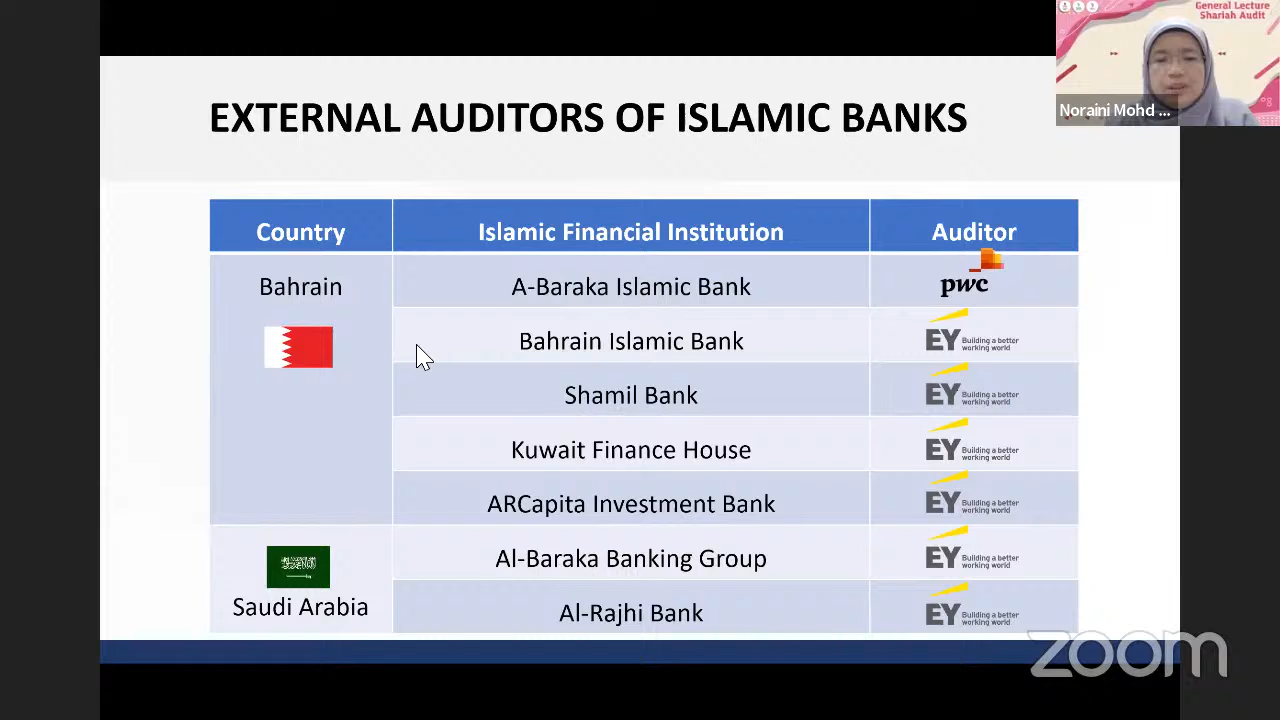 General Lecture
Shariah Audit
Noraini Mohd ...
EXTERNAL AUDITORS OF ISLAMIC BANKS
Country Islamic Financial Institution Auditor
Bahrain A-Baraka Islamic Bank pwc
Bahrain Islamic Bank EY Building a better
working world
Shamil Bank EY Building a better
working world
Kuwait Finance House EY Building a better
working world
ARCapita Investment Bank EY Building a better
working world
Al-Baraka Banking Group EY Building a better
working world
Saudi Arabia Al-Rajhi Bank EY Building a better
working world
zoom